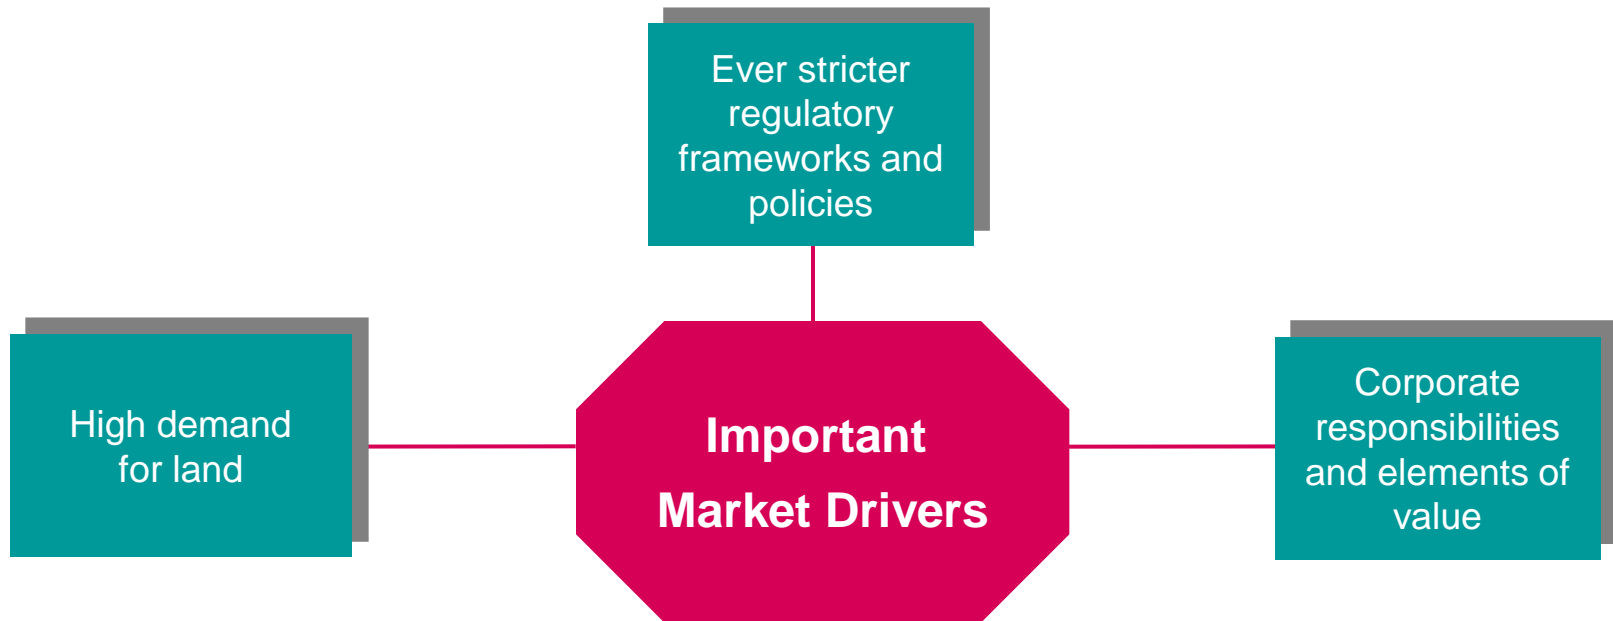 Ever stricter
regulatory
frameworks and
policies
High demand
for land
Important
Market Drivers
Corporate
responsibilities
and elements of
value